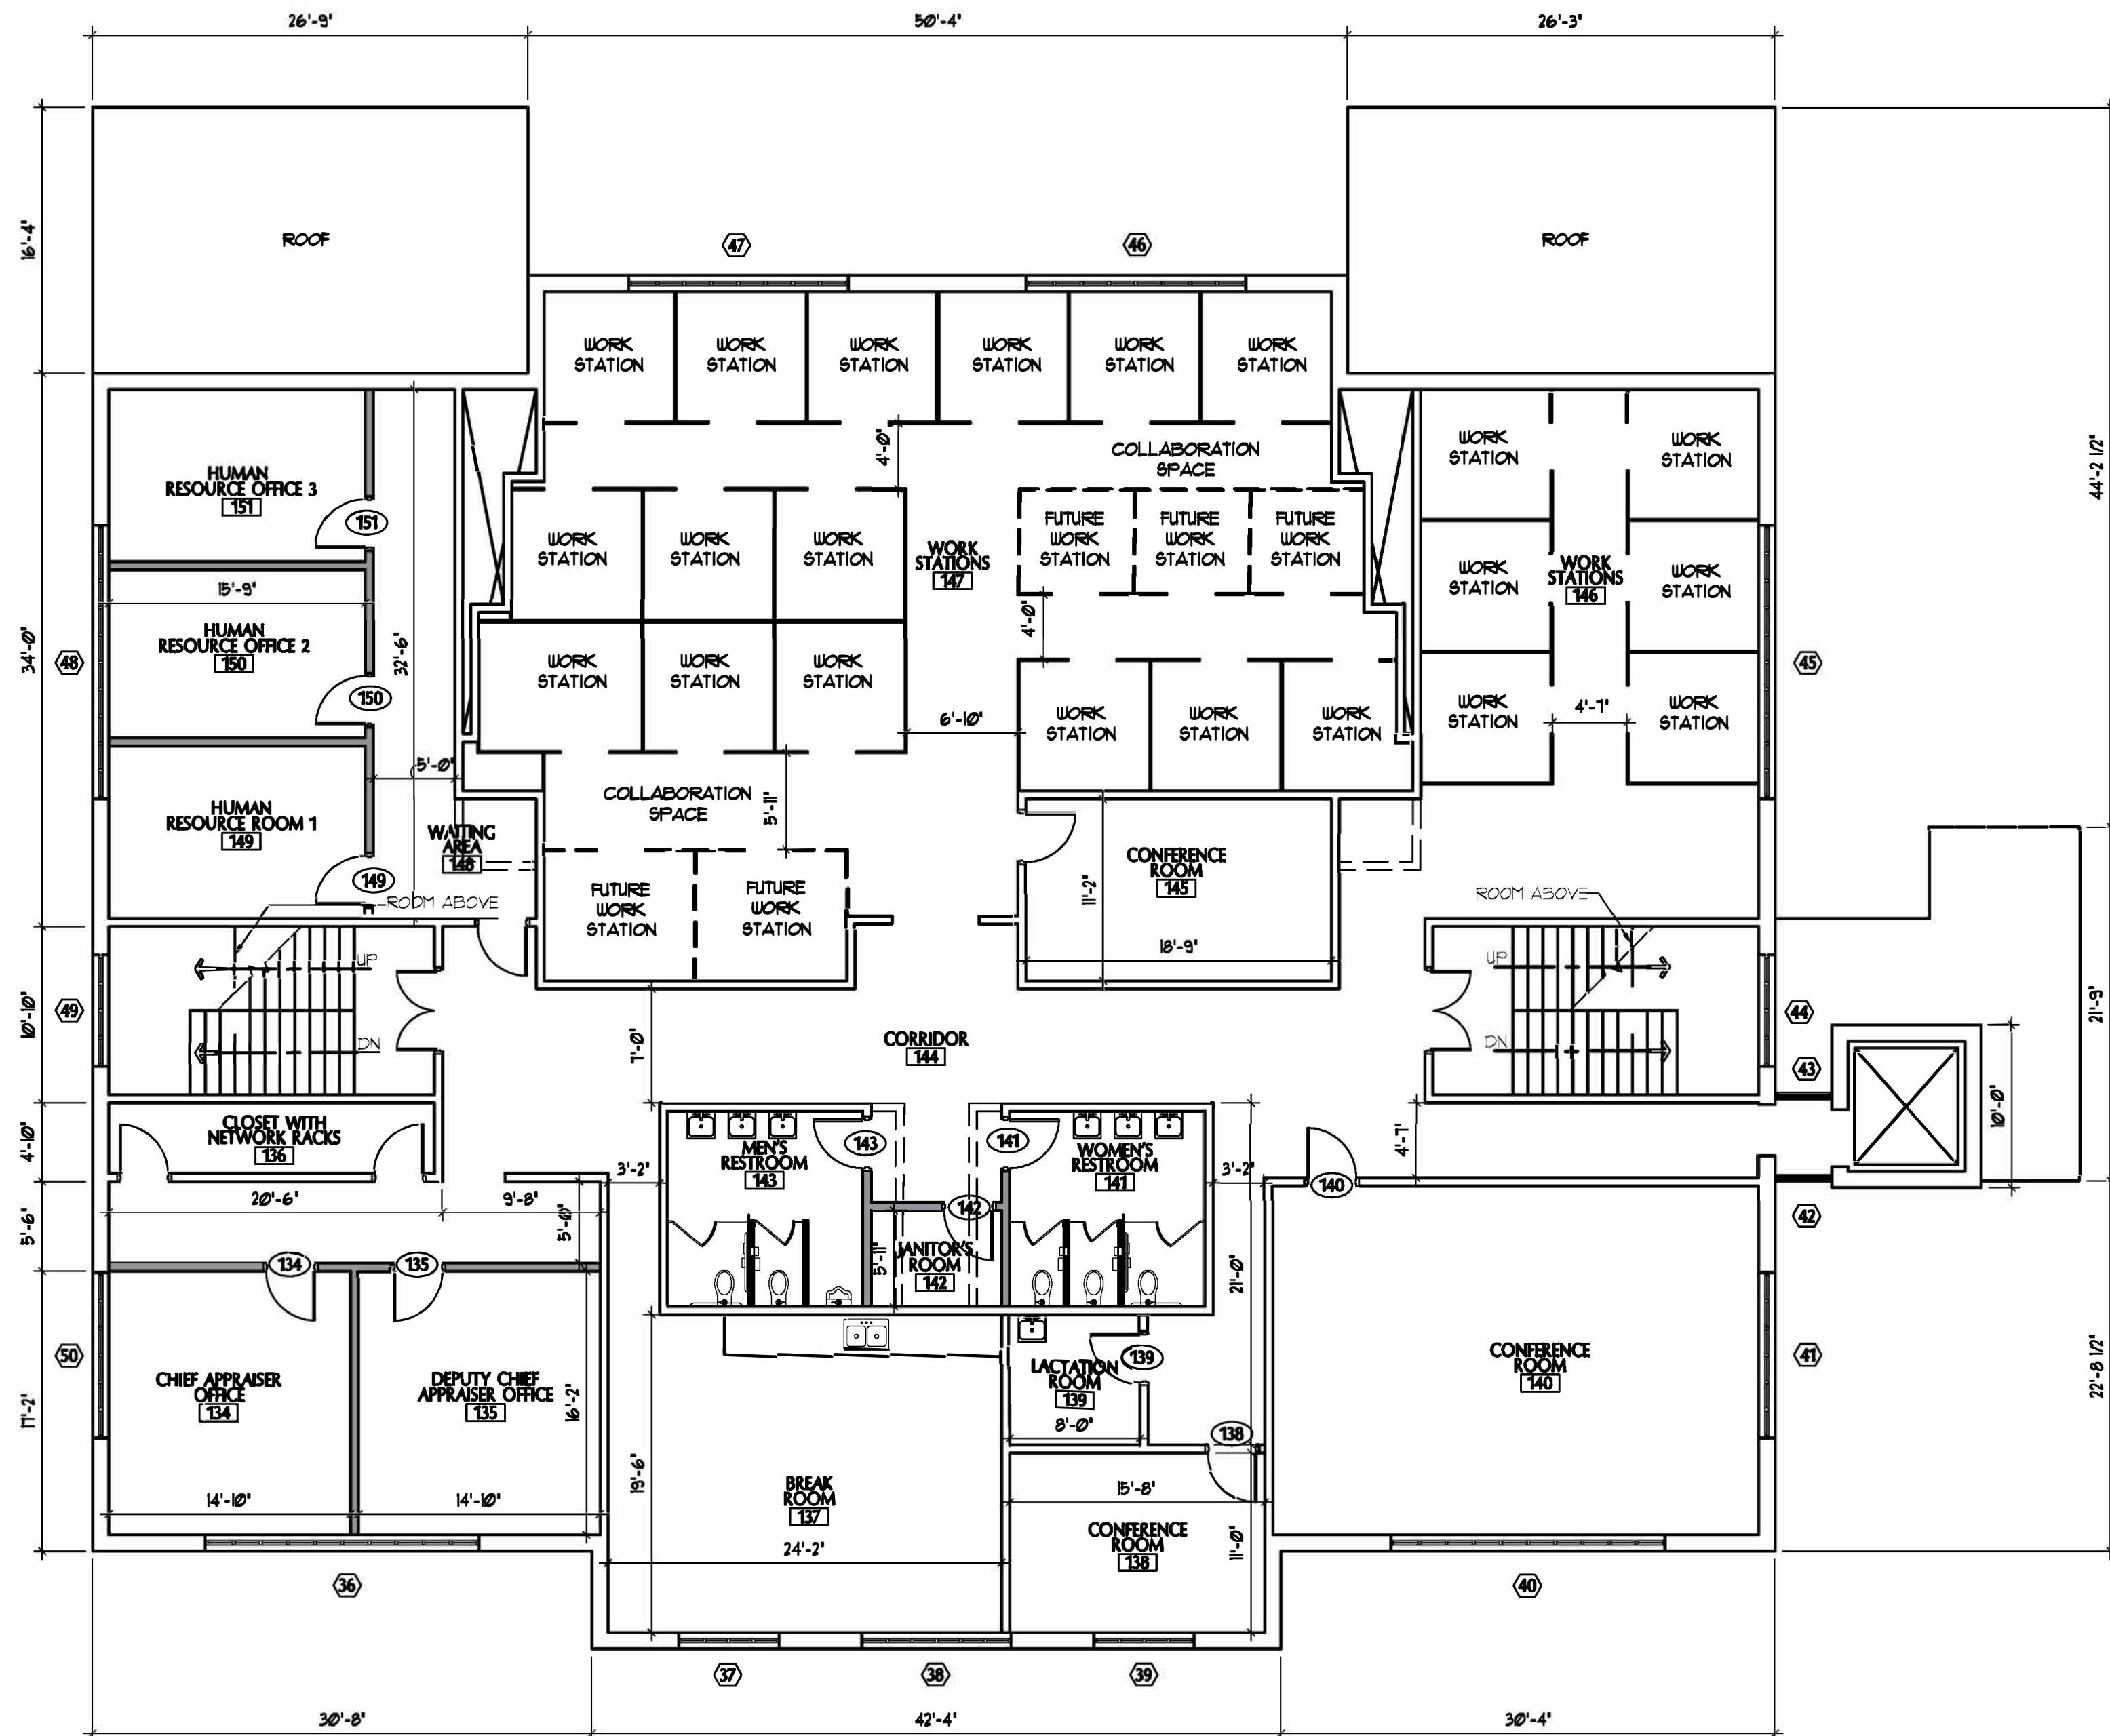 26'-9"
50'-4"
26'-3"
ROOF
ROOF
16'-4"
47
46
WORK
STATION
WORK
STATION
WORK
STATION
WORK
STATION
WORK
STATION
WORK
STATION
4'-0"
COLLABORATION
SPACE
44'-2 1/2"
HUMAN
RESOURCE OFFICE 3
151
151
WORK
STATION
WORK
STATION
WORK
STATION
WORK
STATIONS
147
FUTURE
WORK
STATION
FUTURE
WORK
STATION
FUTURE
WORK
STATION
WORK
STATION
WORK
STATION
WORK
STATION
WORK
STATIONS
146
WORK
STATION
15'-9"
HUMAN
RESOURCE OFFICE 2
150
150
32'-6"
34'-0"
48
WORK
STATION
WORK
STATION
WORK
STATION
4'-0"
6'-10"
WORK
STATION
WORK
STATION
WORK
STATION
WORK
STATION
4'-7"
WORK
STATION
45
5'-0"
HUMAN
RESOURCE ROOM 1
149
149
WAITING
AREA
148
COLLABORATION
SPACE
5'-11"
FUTURE
WORK
STATION
FUTURE
WORK
STATION
CONFERENCE
ROOM
145
11'-2"
18'-9"
ROOM ABOVE
ROOM ABOVE
UP
DN
UP
DN
10'-10"
49
7'-0"
CORRIDOR
144
44
43
21'-9"
10'-0"
4'-10"
CLOSET WITH
NETWORK RACKS
136
20'-6"
9'-8"
5'-0"
3'-2"
MEN'S
RESTROOM
143
143
141
WOMEN'S
RESTROOM
141
3'-2"
4'-7"
140
142
JANITOR'S
ROOM
142
5'-11"
21'-0"
42
5'-6"
134
135
50
17'-2"
CHIEF APPRAISER
OFFICE
134
DEPUTY CHIEF
APPRAISER OFFICE
135
16'-2"
14'-10"
14'-10"
LACTATION
ROOM
139
139
8'-0"
138
CONFERENCE
ROOM
140
41
22'-8 1/2"
19'-6"
BREAK
ROOM
137
24'-2"
15'-8"
CONFERENCE
ROOM
138
11'-0"
36
40
37
38
39
30'-8"
42'-4"
30'-4"